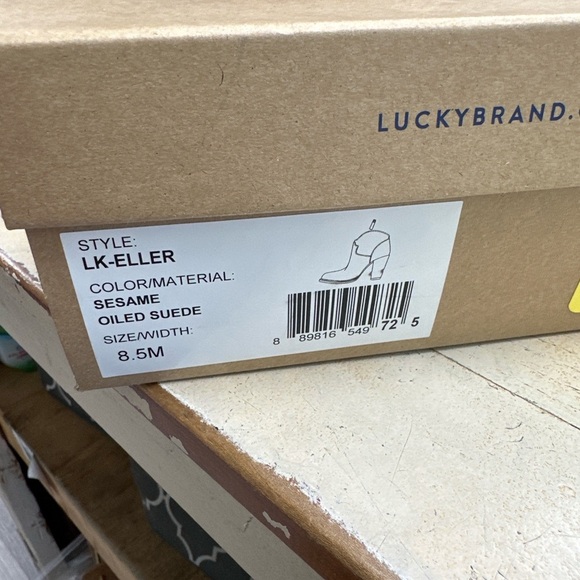 LUCKYBRAND.
STYLE:
LK-ELLER
COLOR/MATERIAL:
SESAME
OILED SUEDE
SIZE/WIDTH:
8.5M
8 89816 549 72 5